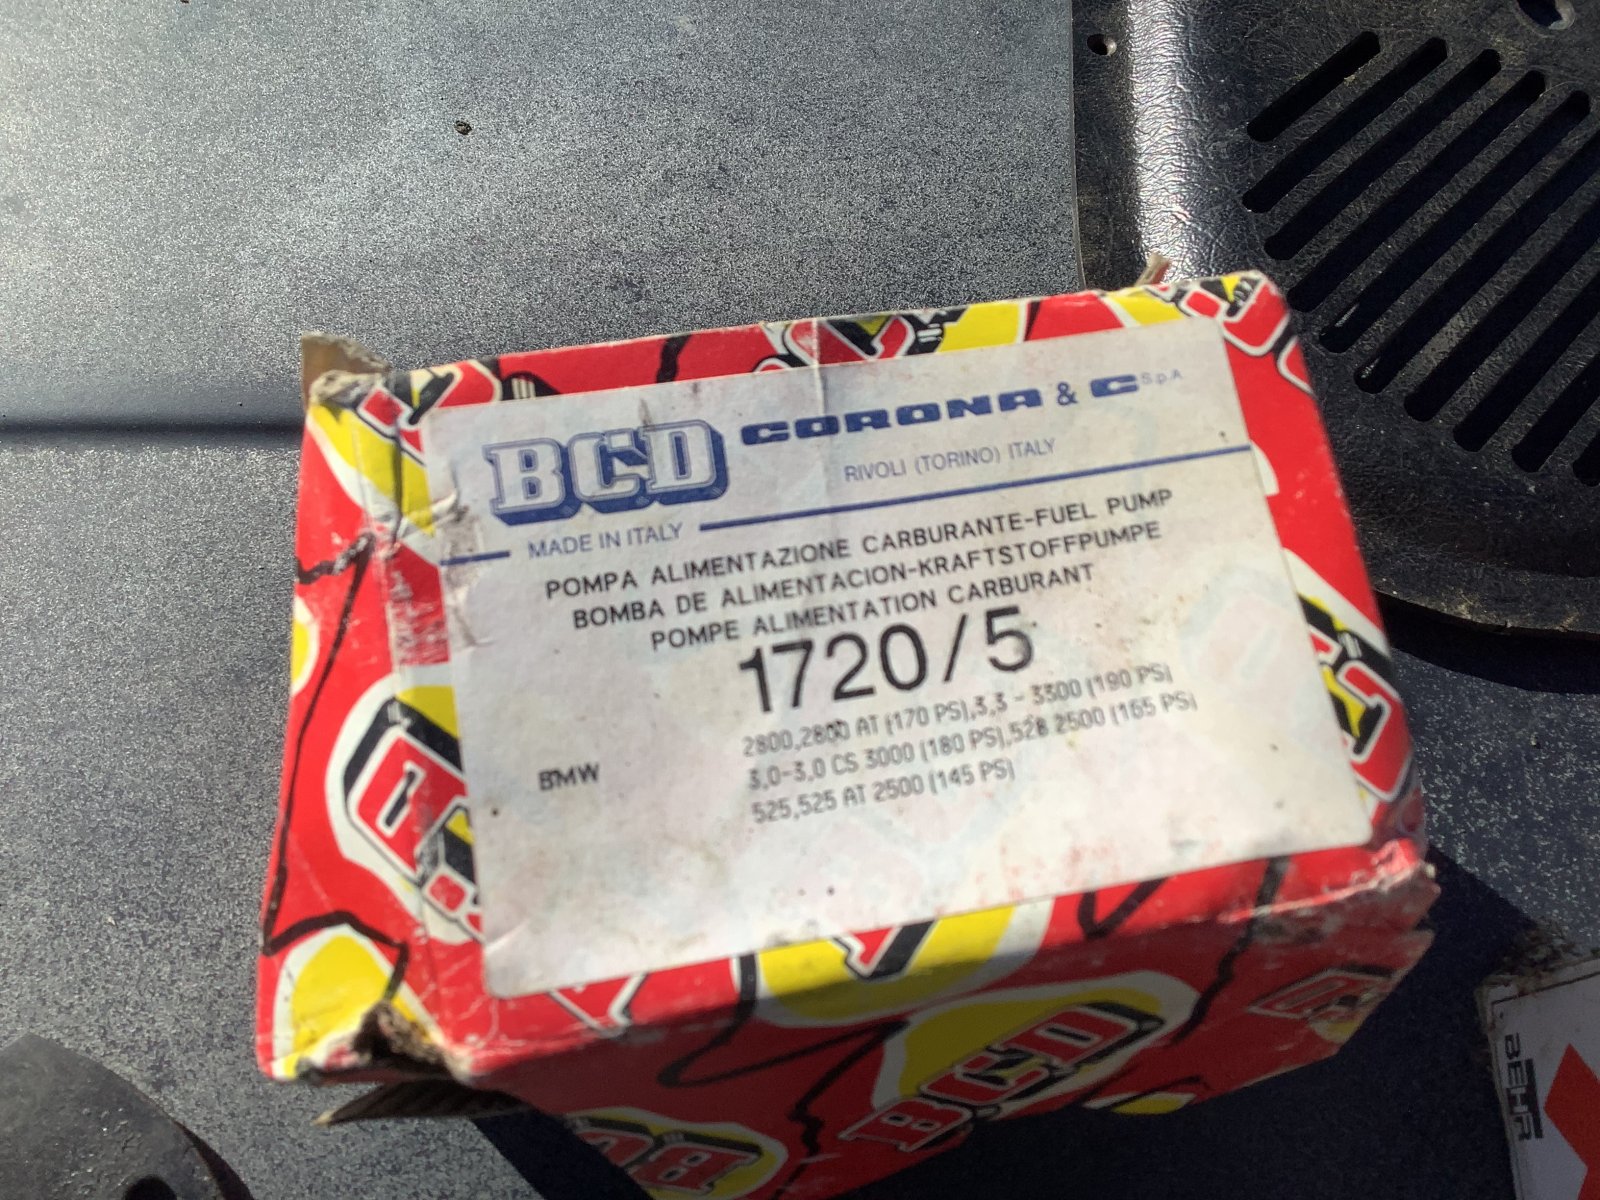 BCD CORONA & C S.p.A
RIVOLI (TORINO) ITALY
MADE IN ITALY
POMPA ALIMENTAZIONE CARBURANTE-FUEL PUMP
BOMBA DE ALIMENTACION-KRAFTSTOFFPUMPE
POMPE ALIMENTATION CARBURANT
1720/5
2800,2800 AT (170 PS),3,3 - 3300 (190 PS)
BMW 3,0-3,0 CS 3000 (180 PS),528 2500 (165 PS)
525,525 AT 2500 (145 PS)
BCD
BCD
BEHR